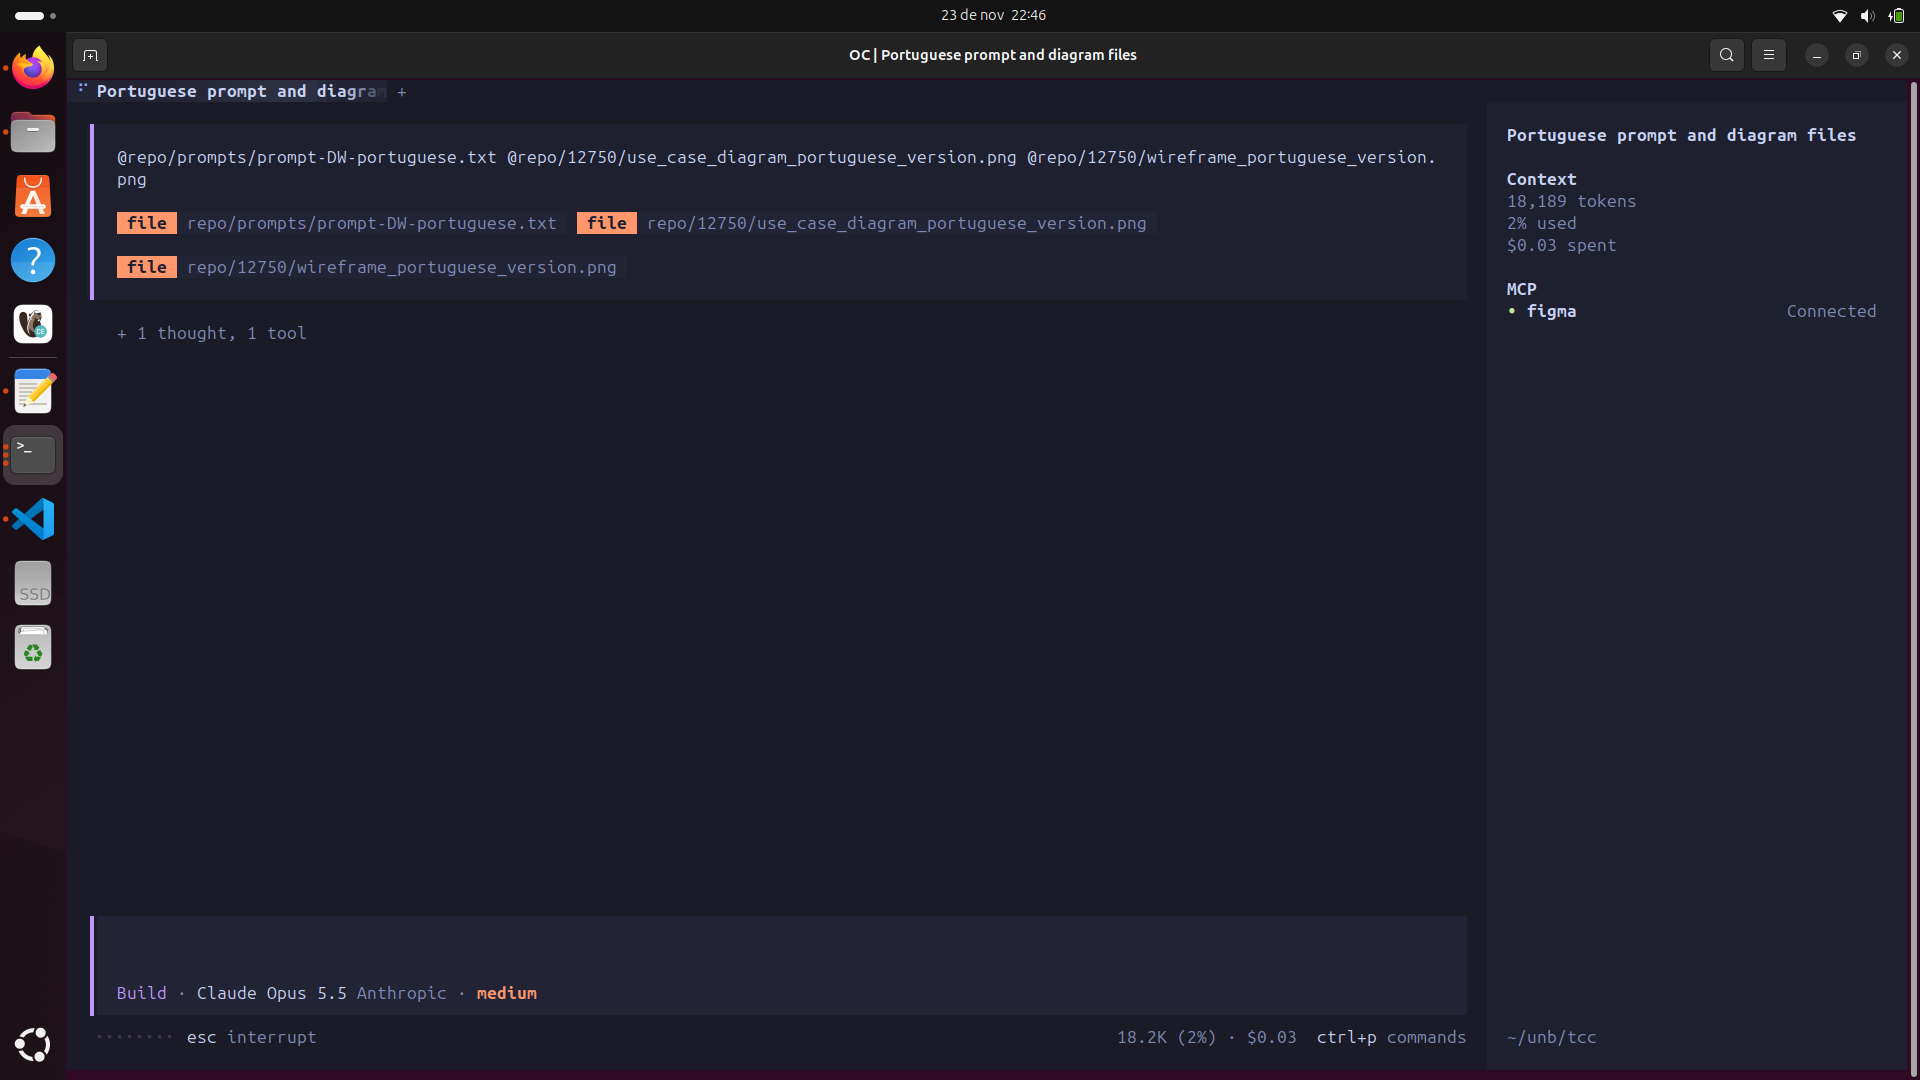 23 de nov 22:46
OC | Portuguese prompt and diagram files
Portuguese prompt and diagram +
@repo/prompts/prompt-DW-portuguese.txt @repo/12750/use_case_diagram_portuguese_version.png @repo/12750/wireframe_portuguese_version.
png
file repo/prompts/prompt-DW-portuguese.txt file repo/12750/use_case_diagram_portuguese_version.png
file repo/12750/wireframe_portuguese_version.png
+ 1 thought, 1 tool
Build · Claude Opus 5.5 Anthropic · medium
esc interrupt
18.2K (2%) · $0.03 ctrl+p commands
Portuguese prompt and diagram files
Context
18,189 tokens
2% used
$0.03 spent
MCP
• figma Connected
~/unb/tcc
SSD